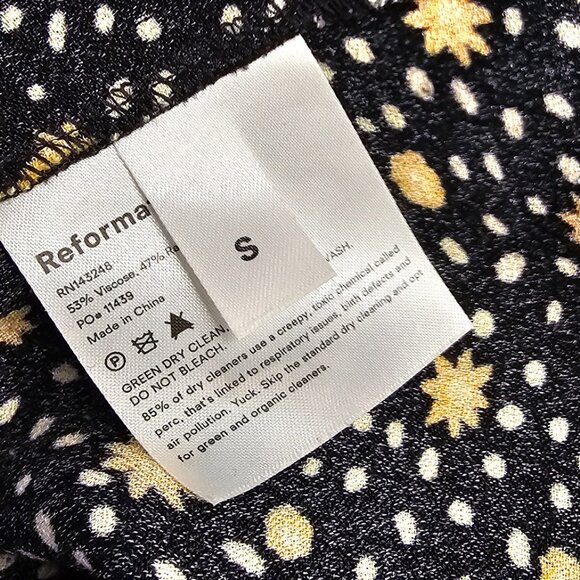 Reforma
S
RN143248
53% Viscose, 47% Ra
PO# 11439
Made in China
GREEN DRY CLEAN. WASH.
DO NOT BLEACH.
85% of dry cleaners use a creepy, toxic chemical called
perc, that's linked to respiratory issues, birth defects and
air pollution. Yuck. Skip the standard dry cleaning and opt
for green and organic cleaners.